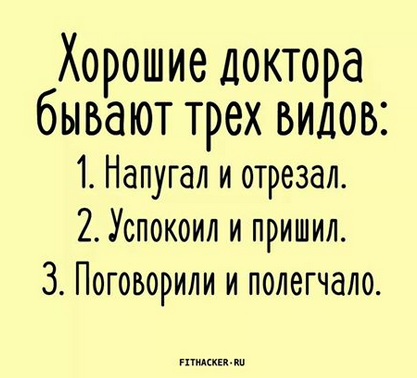 Хорошие доктора
бывают трех видов:
1. Напугал и отрезал.
2. Успокоил и пришил.
3. Поговорили и полегчало.
FITHACKER.RU